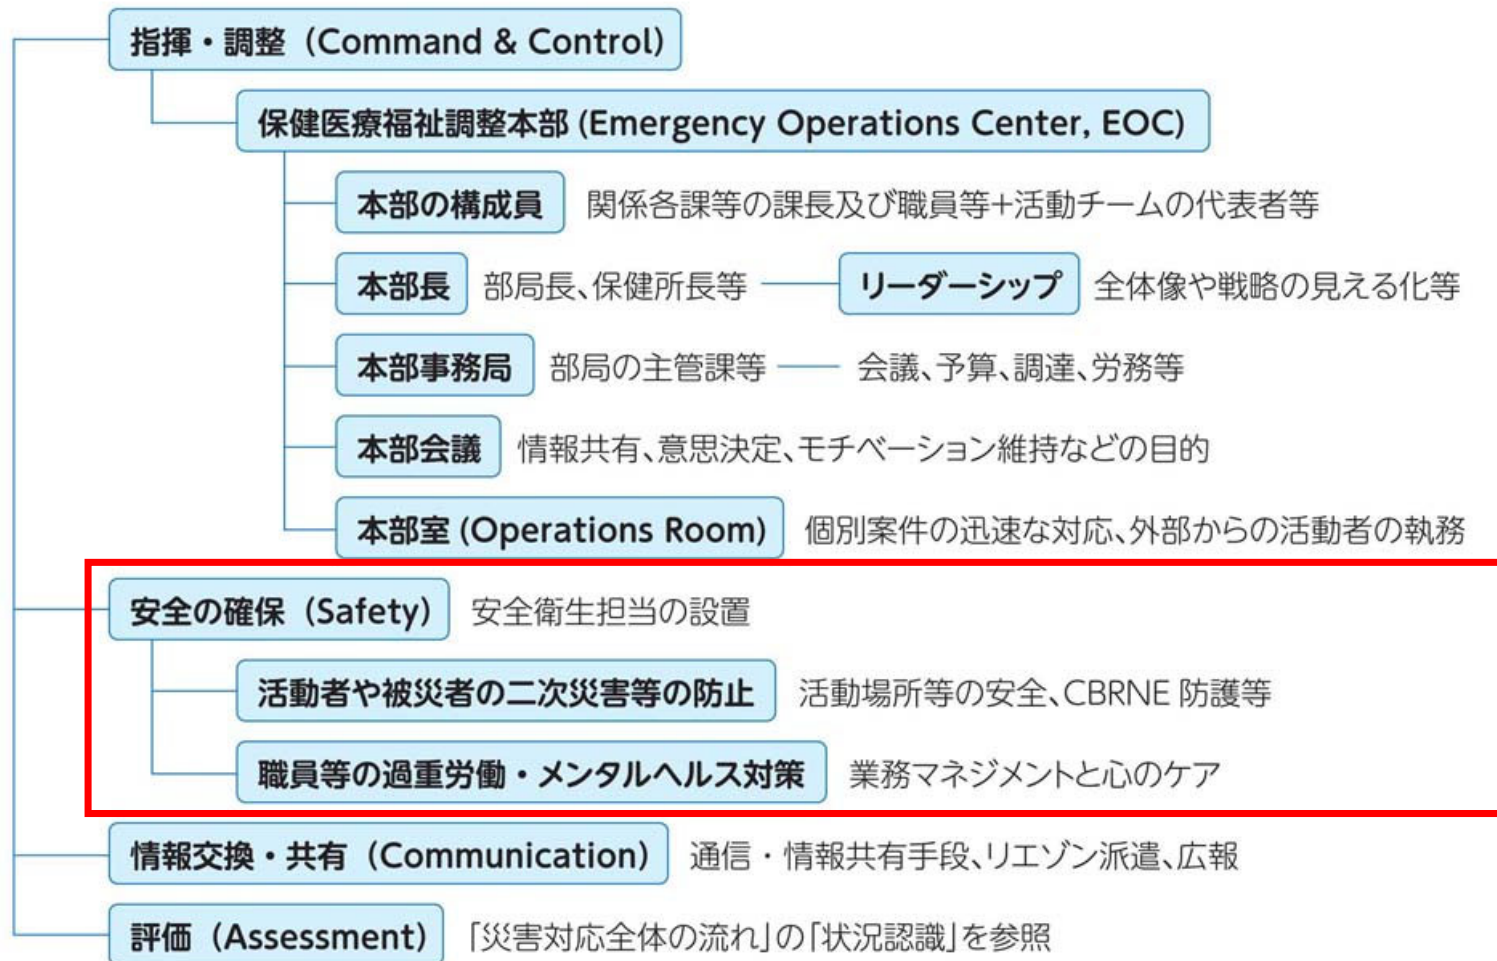 指揮・調整（Command & Control）
保健医療福祉調整本部 (Emergency Operations Center, EOC)
本部の構成員 関係各課等の課長及び職員等＋活動チームの代表者等
本部長 部局長、保健所長等 リーダーシップ 全体像や戦略の見える化等
本部事務局 部局の主管課等 会議、予算、調達、労務等
本部会議 情報共有、意思決定、モチベーション維持などの目的
本部室 (Operations Room) 個別案件の迅速な対応、外部からの活動者の執務
安全の確保（Safety） 安全衛生担当の設置
活動者や被災者の二次災害等の防止 活動場所等の安全、CBRNE 防護等
職員等の過重労働・メンタルヘルス対策 業務マネジメントと心のケア
情報交換・共有（Communication） 通信・情報共有手段、リエゾン派遣、広報
評価（Assessment） 「災害対応全体の流れ」の「状況認識」を参照